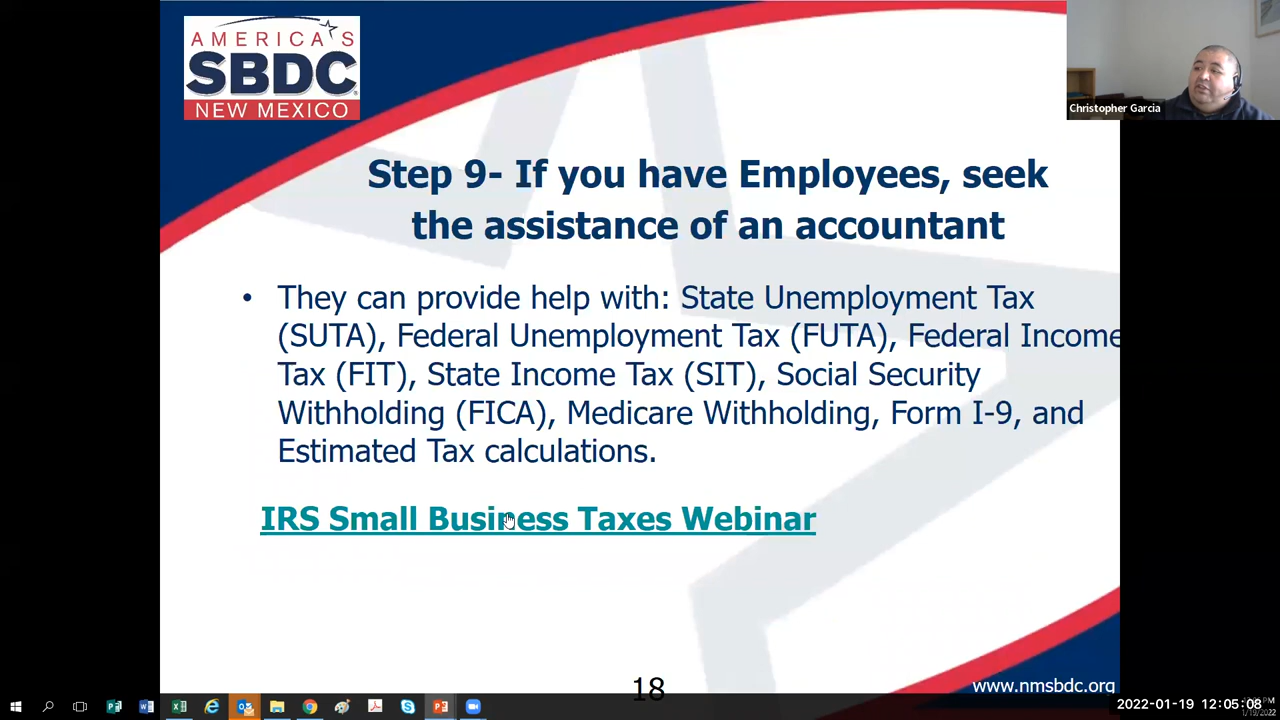 AMERICA'S
SBDC
NEW MEXICO
Christopher Garcia
Step 9- If you have Employees, seek
the assistance of an accountant
• They can provide help with: State Unemployment Tax
(SUTA), Federal Unemployment Tax (FUTA), Federal Income
Tax (FIT), State Income Tax (SIT), Social Security
Withholding (FICA), Medicare Withholding, Form I-9, and
Estimated Tax calculations.
IRS Small Business Taxes Webinar
18
www.nmsbdc.org
2022-01-19 12:05:08